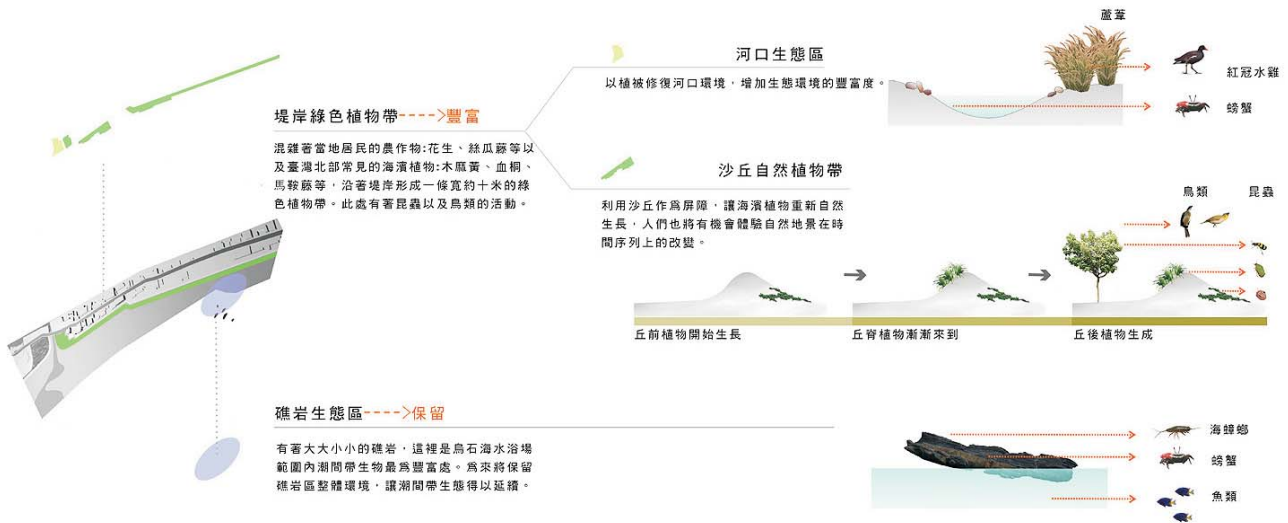 蘆葦
河口生態區
紅冠水雞
以植被修復河口環境，增加生態環境的豐富度。
螃蟹
堤岸綠色植物帶---->豐富
混雜著當地居民的農作物:花生、絲瓜藤等等以
及臺灣北部常見的海濱植物:木麻黃、血桐、
馬鞍藤等，沿著堤岸形成一條寬約十米的綠
色植物帶。此處有著昆蟲以及鳥類的活動。
沙丘自然植物帶
利用沙丘作為屏障，讓海濱植物重新自然
生長，人們也將有機會體驗自然地景在時
間序列上的改變。
鳥類
昆蟲
丘前植物開始生長
丘脊植物漸漸來到
丘後植物生成
礁岩生態區---->保留
有著大大小小的礁岩，這裡是烏石海水浴場
範圍內潮間帶生物最為豐富處。為來將保留
礁岩區整體環境，讓潮間帶生態得以延續。
海蟑螂
螃蟹
魚類